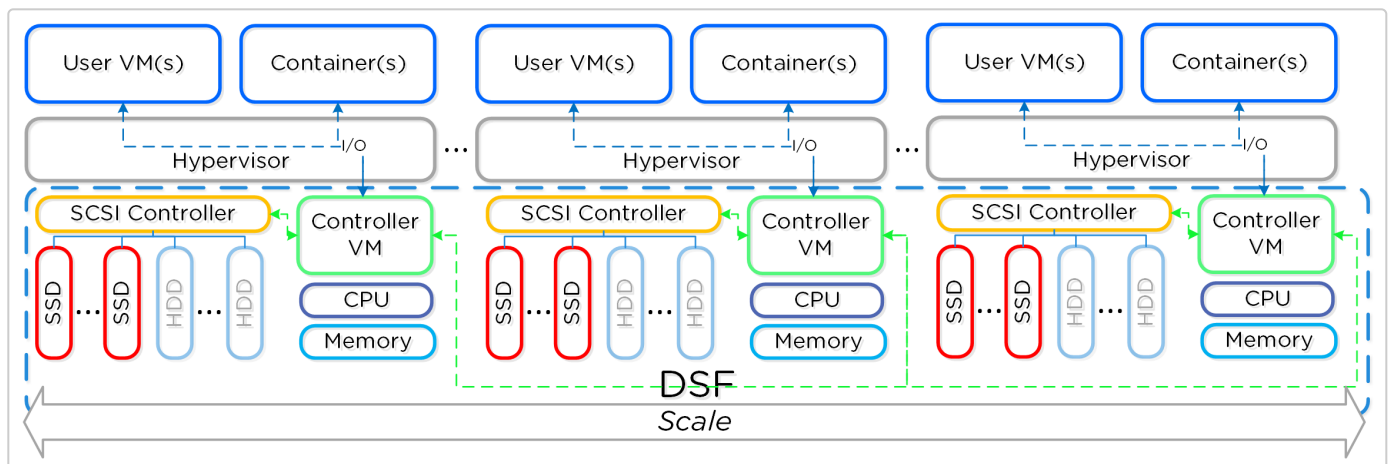 User VM(s) Container(s) User VM(s) Container(s) User VM(s) Container(s)
I/O I/O I/O
Hypervisor ... Hypervisor ... Hypervisor
SCSI Controller Controller VM SCSI Controller Controller VM SCSI Controller Controller VM
SSD ... SSD HDD ... HDD SSD ... SSD HDD ... HDD SSD ... SSD HDD ... HDD
CPU CPU CPU
Memory Memory Memory
DSF
Scale